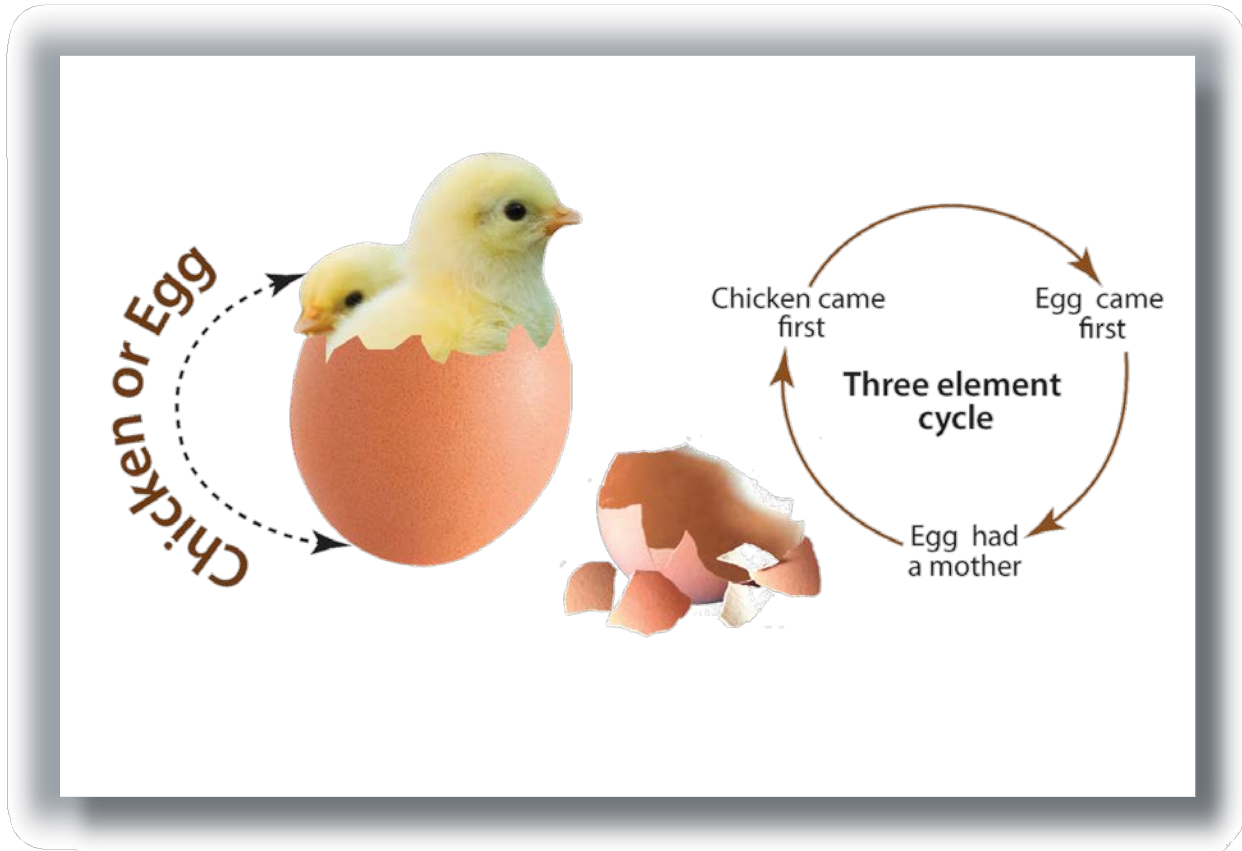 Chicken or Egg
Chicken came
first
Egg came
first
Three element
cycle
Egg had
a mother